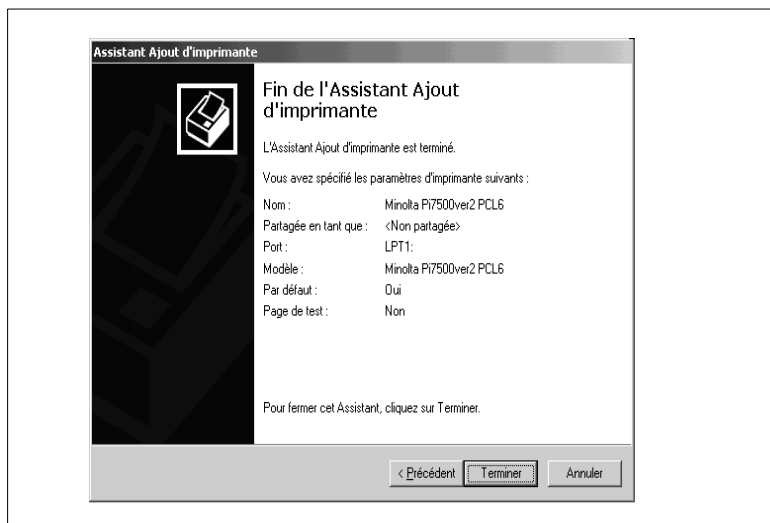 Assistant Ajout d'imprimante
Fin de l'Assistant Ajout
d'imprimante
L'Assistant Ajout d'imprimante est terminé.
Vous avez spécifié les paramètres d'imprimante suivants :
Nom : Minolta Pi7500ver2 PCL6
Partagée en tant que : <Non partagée>
Port : LPT1:
Modèle : Minolta Pi7500ver2 PCL6
Par défaut : Oui
Page de test : Non
Pour fermer cet Assistant, cliquez sur Terminer.
< Précédent Terminer Annuler